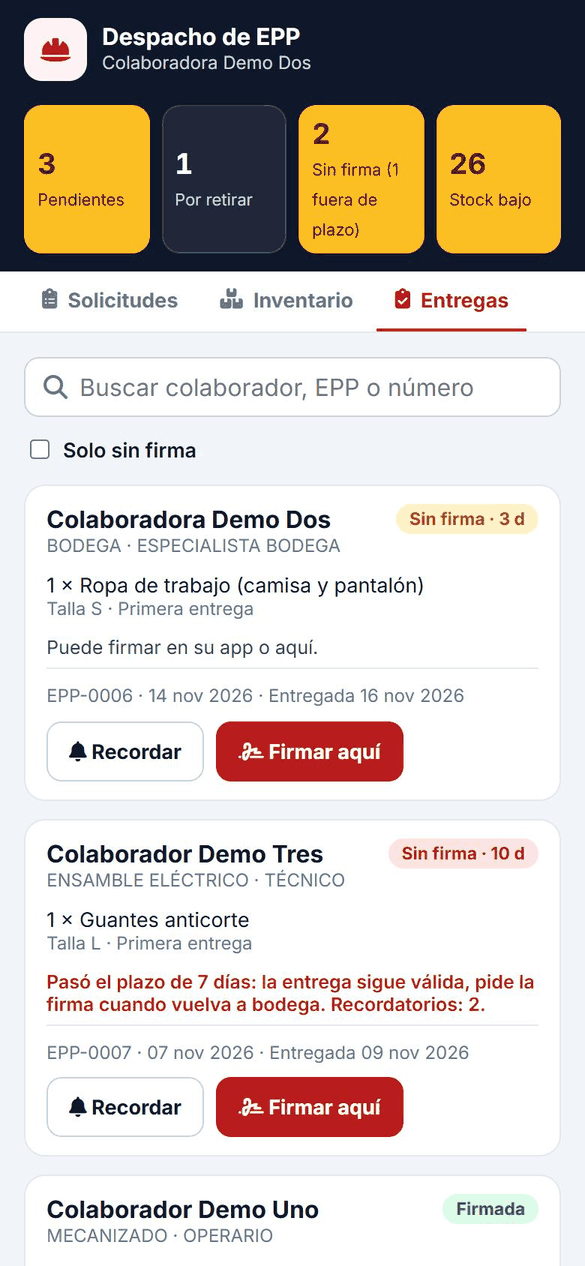 Despacho de EPP
Colaboradora Demo Dos
3
Pendientes
1
Por retirar
2
Sin firma (1
fuera de
plazo)
26
Stock bajo
Solicitudes
Inventario
Entregas
Buscar colaborador, EPP o número
Solo sin firma
Colaboradora Demo Dos
Sin firma · 3 d
BODEGA · ESPECIALISTA BODEGA
1 × Ropa de trabajo (camisa y pantalón)
Talla S · Primera entrega
Puede firmar en su app o aquí.
EPP-0006 · 14 nov 2026 · Entregada 16 nov 2026
Recordar
Firmar aquí
Colaborador Demo Tres
Sin firma · 10 d
ENSAMBLE ELÉCTRICO · TÉCNICO
1 × Guantes anticorte
Talla L · Primera entrega
Pasó el plazo de 7 días: la entrega sigue válida, pide la
firma cuando vuelva a bodega. Recordatorios: 2.
EPP-0007 · 07 nov 2026 · Entregada 09 nov 2026
Recordar
Firmar aquí
Colaborador Demo Uno
Firmada
MECANIZADO · OPERARIO